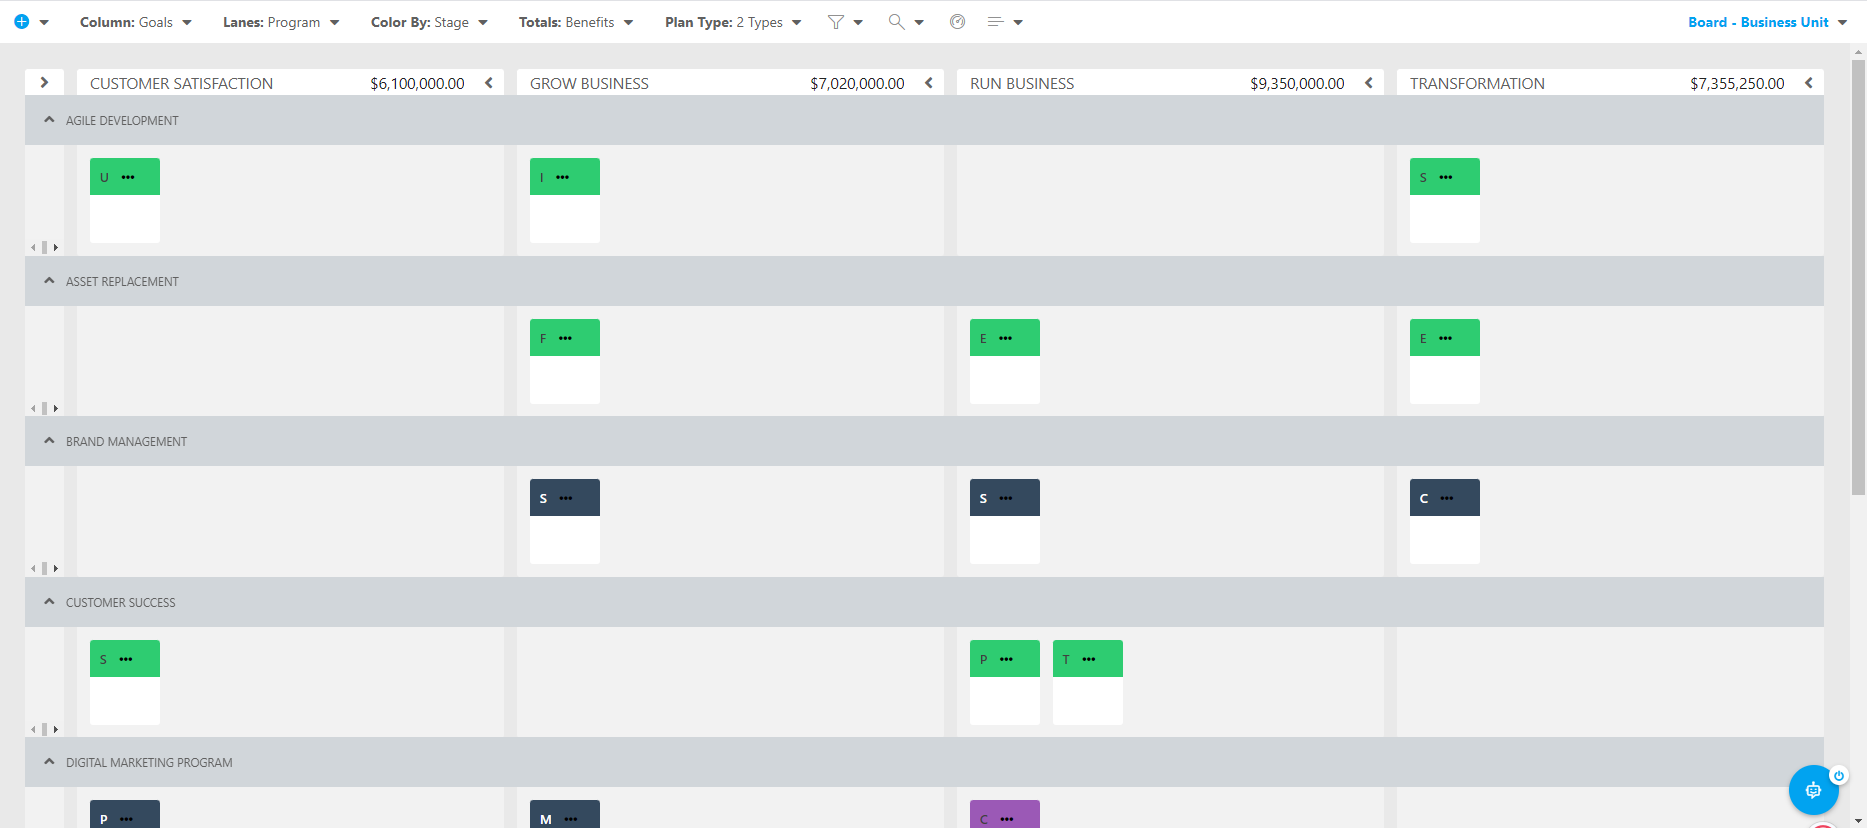 Column: Goals Lanes: Program Color By: Stage Totals: Benefits Plan Type: 2 Types Board - Business Unit
CUSTOMER SATISFACTION $6,100,000.00 GROW BUSINESS $7,020,000.00 RUN BUSINESS $9,350,000.00 TRANSFORMATION $7,355,250.00
AGILE DEVELOPMENT
U ••• I ••• S •••
ASSET REPLACEMENT
F ••• E ••• E •••
BRAND MANAGEMENT
S ••• S ••• C •••
CUSTOMER SUCCESS
S ••• P ••• T •••
DIGITAL MARKETING PROGRAM
P ••• M ••• C •••